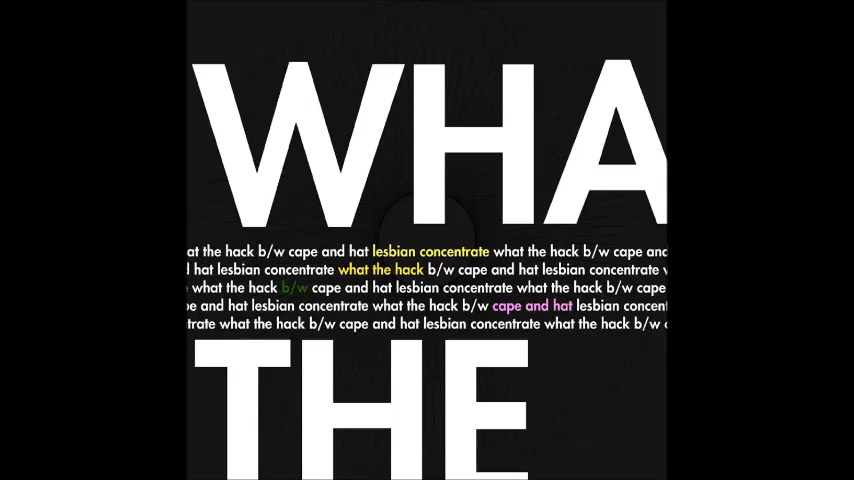 WHA
at the hack b/w cape and hat lesbian concentrate what the hack b/w cape and
hat lesbian concentrate what the hack b/w cape and hat lesbian concentrate
what the hack b/w cape and hat lesbian concentrate what the hack b/w cape
pe and hat lesbian concentrate what the hack b/w cape and hat lesbian concent
trate what the hack b/w cape and hat lesbian concentrate what the hack b/w
THE